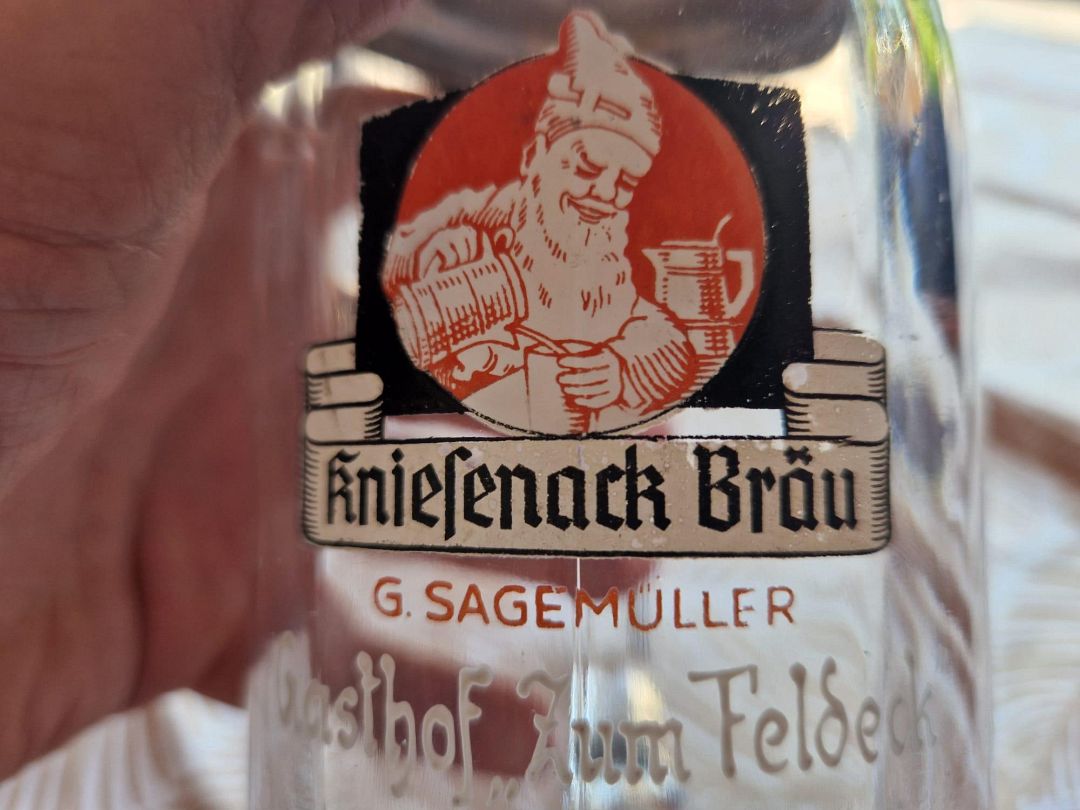 Kniesenack Bräu
G. SAGEMÜLLER
Gasthof „Zum Feldeck